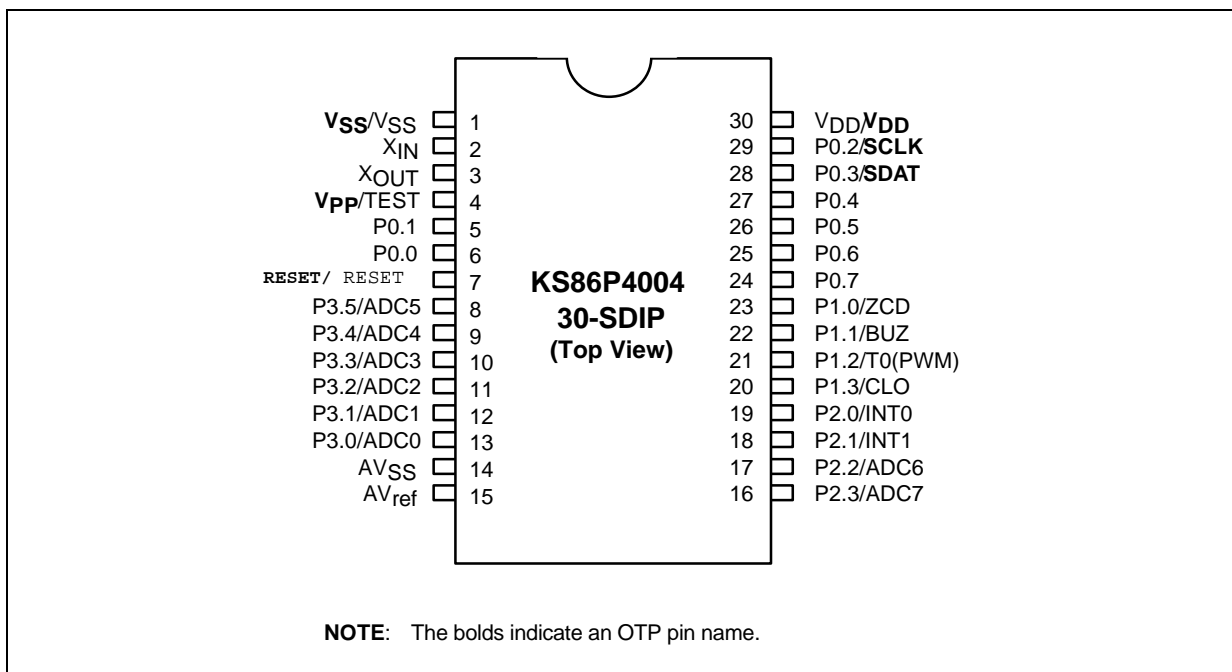 VSS/VSS 1
XIN 2
XOUT 3
VPP/TEST 4
P0.1 5
P0.0 6
RESET/ RESET 7
P3.5/ADC5 8
P3.4/ADC4 9
P3.3/ADC3 10
P3.2/ADC2 11
P3.1/ADC1 12
P3.0/ADC0 13
AVSS 14
AVref 15
KS86P4004
30-SDIP
(Top View)
30 VDD/VDD
29 P0.2/SCLK
28 P0.3/SDAT
27 P0.4
26 P0.5
25 P0.6
24 P0.7
23 P1.0/ZCD
22 P1.1/BUZ
21 P1.2/T0(PWM)
20 P1.3/CLO
19 P2.0/INT0
18 P2.1/INT1
17 P2.2/ADC6
16 P2.3/ADC7
NOTE: The bolds indicate an OTP pin name.